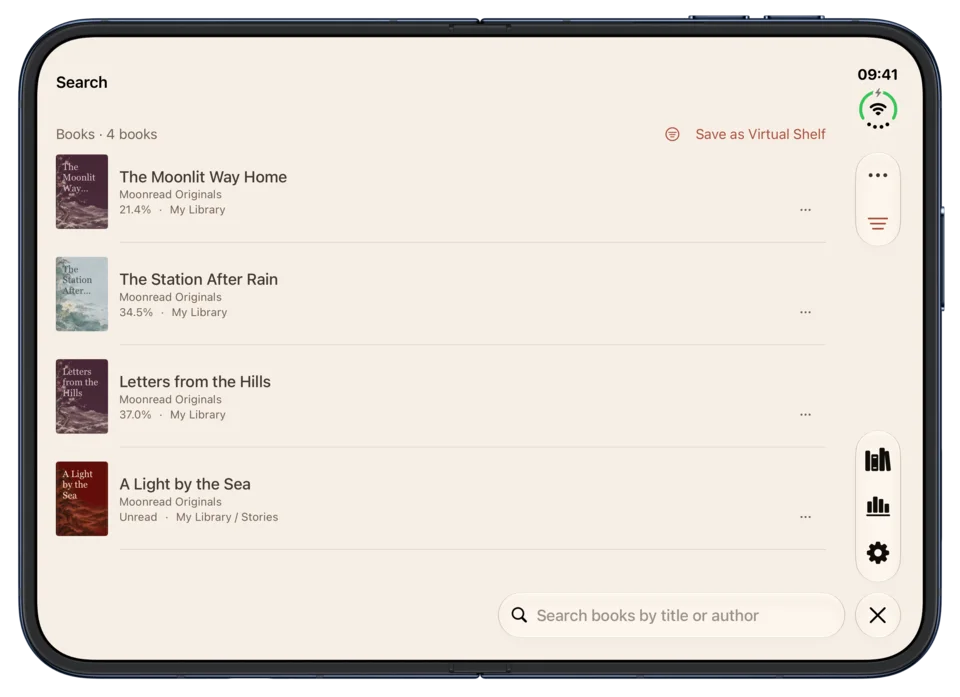 Search
09:41
Books · 4 books
Save as Virtual Shelf
The
Moonlit
Way...
The Moonlit Way Home
Moonread Originals
21.4% · My Library
The
Station
After...
The Station After Rain
Moonread Originals
34.5% · My Library
Letters
from the
Hills
Letters from the Hills
Moonread Originals
37.0% · My Library
A Light
by the
Sea
A Light by the Sea
Moonread Originals
Unread · My Library / Stories
Search books by title or author